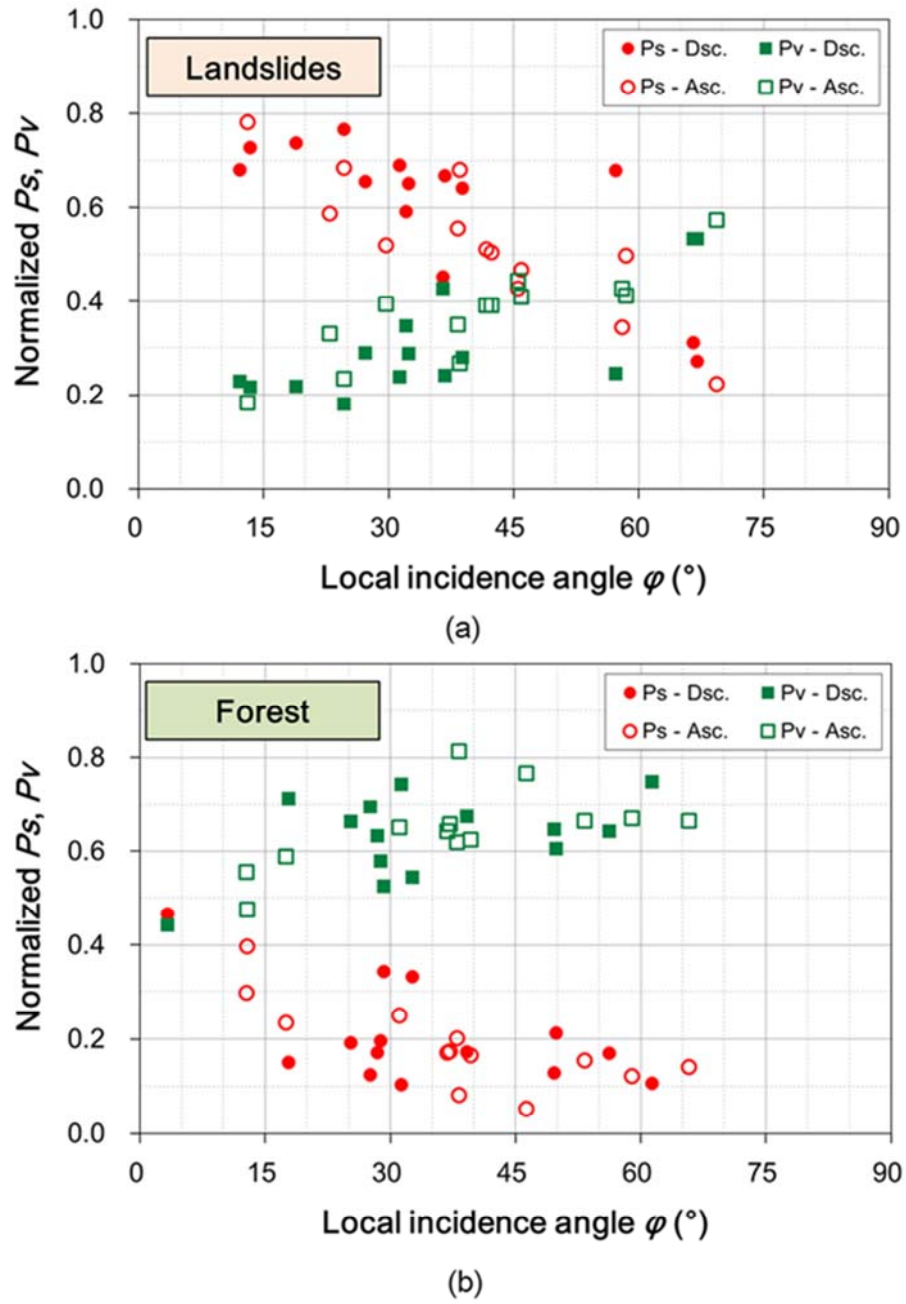 1.0
Landslides
Ps - Dsc. Pv - Dsc.
Ps - Asc. Pv - Asc.
0.8
0.6
0.4
0.2
0.0
Normalized Ps, Pv
0 15 30 45 60 75 90
Local incidence angle φ (°)
(a)
1.0
Forest
Ps - Dsc. Pv - Dsc.
Ps - Asc. Pv - Asc.
0.8
0.6
0.4
0.2
0.0
Normalized Ps, Pv
0 15 30 45 60 75 90
Local incidence angle φ (°)
(b)